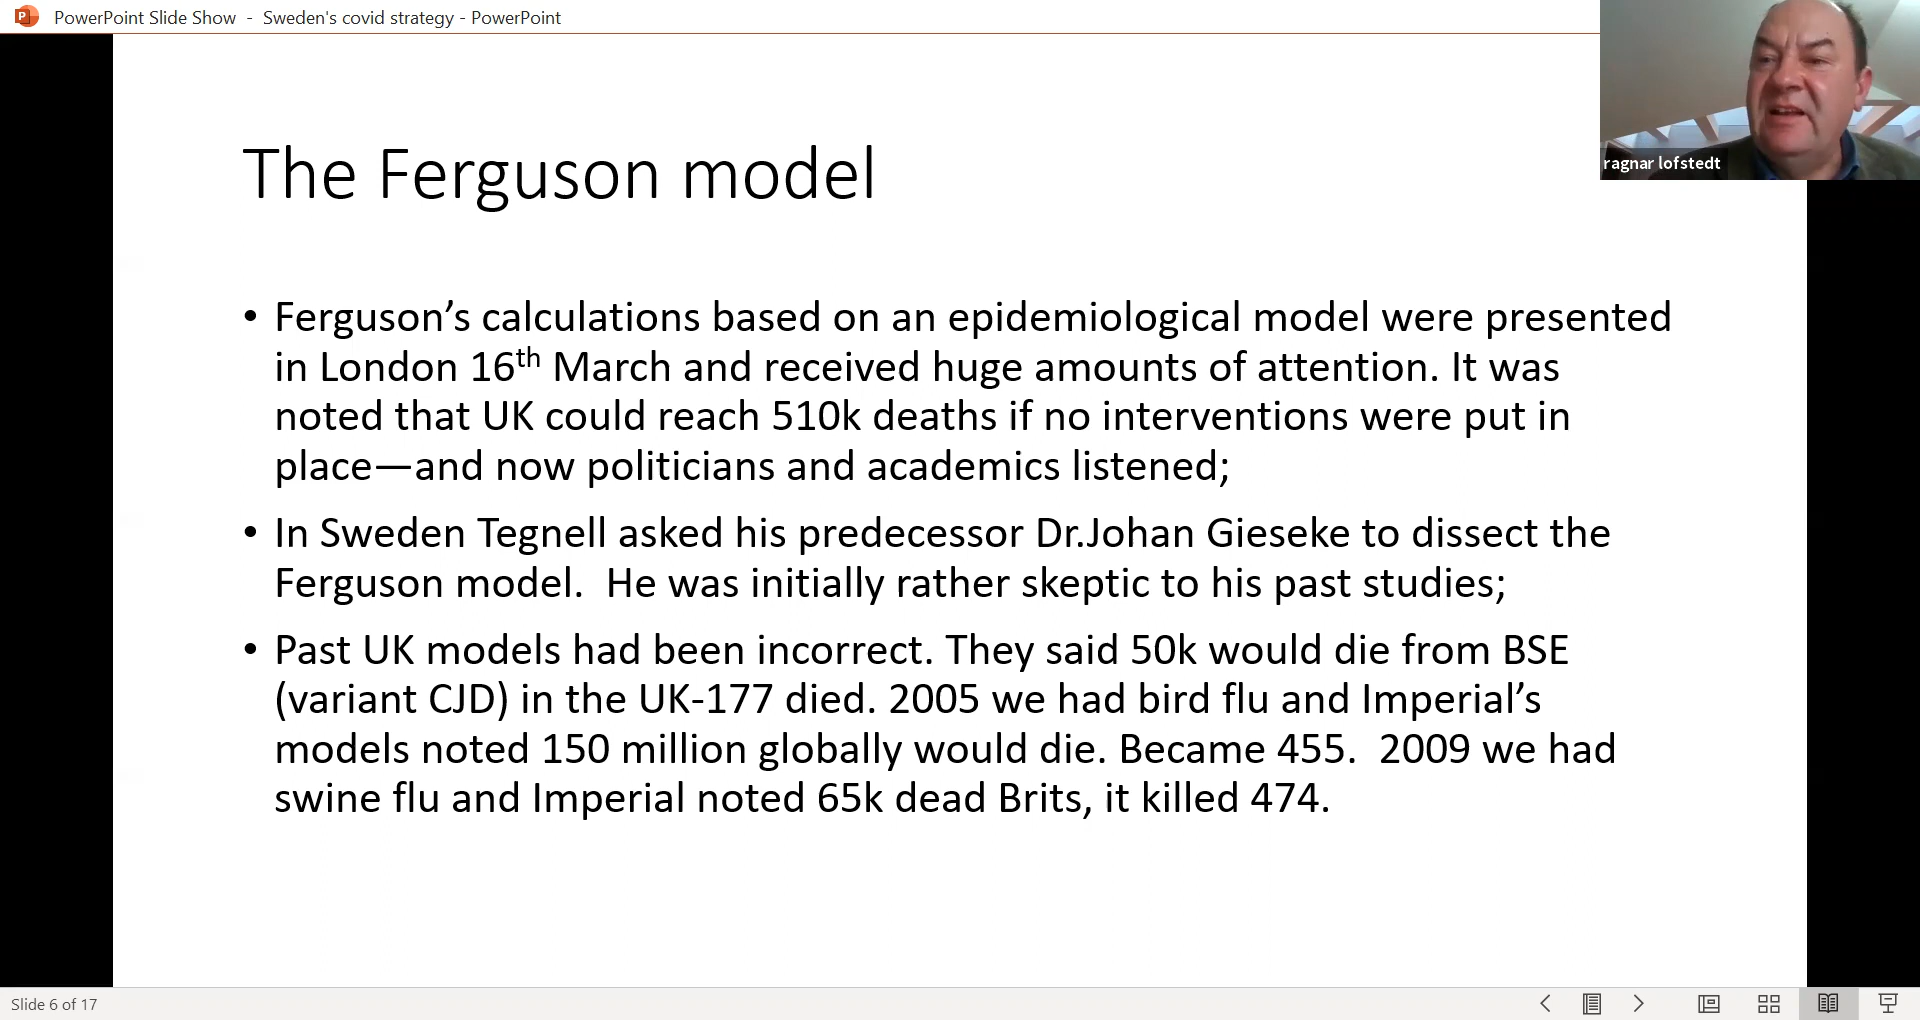 PowerPoint Slide Show - Sweden's covid strategy - PowerPoint
ragnar lofstedt
The Ferguson model
• Ferguson’s calculations based on an epidemiological model were presented
in London 16th March and received huge amounts of attention. It was
noted that UK could reach 510k deaths if no interventions were put in
place—and now politicians and academics listened;
• In Sweden Tegnell asked his predecessor Dr.Johan Gieseke to dissect the
Ferguson model.  He was initially rather skeptic to his past studies;
• Past UK models had been incorrect. They said 50k would die from BSE
(variant CJD) in the UK-177 died. 2005 we had bird flu and Imperial’s
models noted 150 million globally would die. Became 455.  2009 we had
swine flu and Imperial noted 65k dead Brits, it killed 474.
Slide 6 of 17